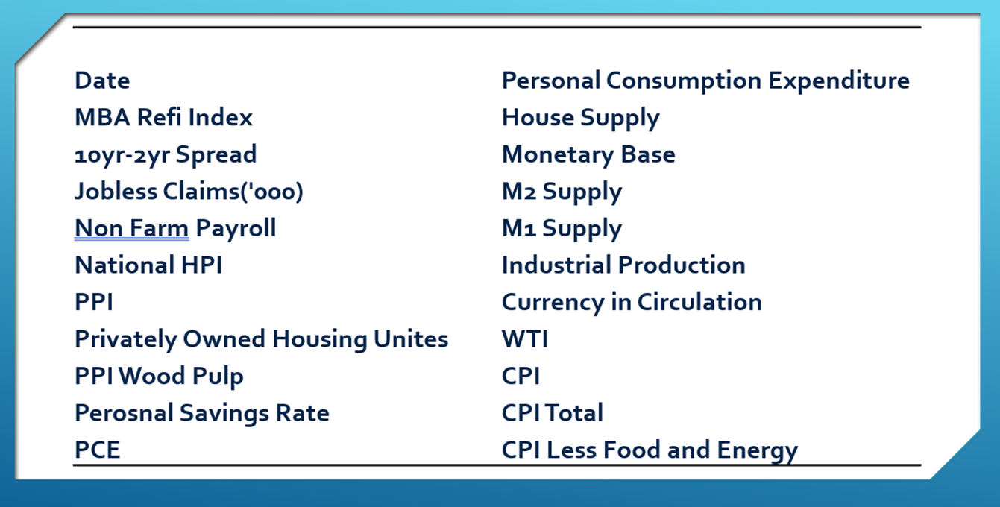 Date
MBA Refi Index
10yr-2yr Spread
Jobless Claims('000)
Non Farm Payroll
National HPI
PPI
Privately Owned Housing Unites
PPI Wood Pulp
Perosnal Savings Rate
PCE
Personal Consumption Expenditure
House Supply
Monetary Base
M2 Supply
M1 Supply
Industrial Production
Currency in Circulation
WTI
CPI
CPI Total
CPI Less Food and Energy